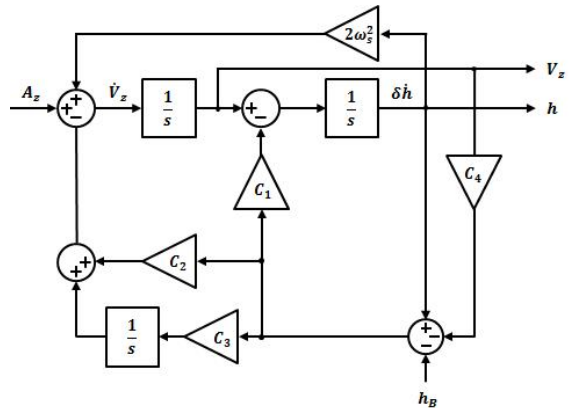 2ω_s^2
V_z
A_z
+
+
−
V̇_z
1/s
+
−
1/s
δḣ
h
C_1
C_4
+
+
C_2
1/s
C_3
+
−
−
h_B